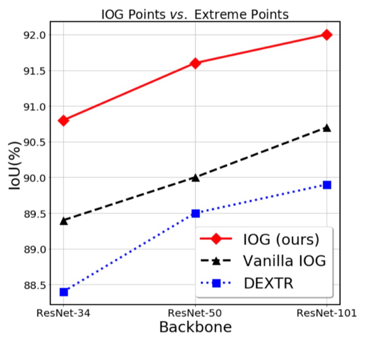 IOG Points vs. Extreme Points
92.0
91.5
91.0
90.5
90.0
89.5
89.0
88.5
IoU(%)
IOG (ours)
Vanilla IOG
DEXTR
ResNet-34 ResNet-50 ResNet-101
Backbone